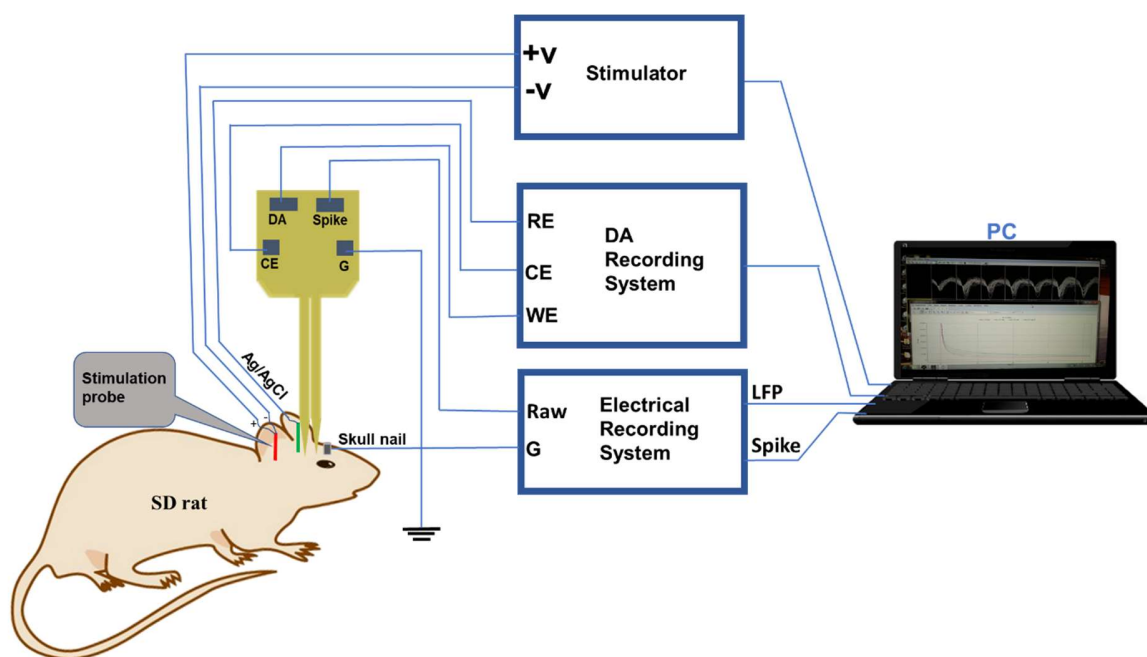 +v
-v
Stimulator
DA
Spike
CE
G
RE
CE
WE
DA
Recording
System
PC
Stimulation
probe
Ag/AgCl
+
-
Skull nail
SD rat
Raw
G
Electrical
Recording
System
LFP
Spike